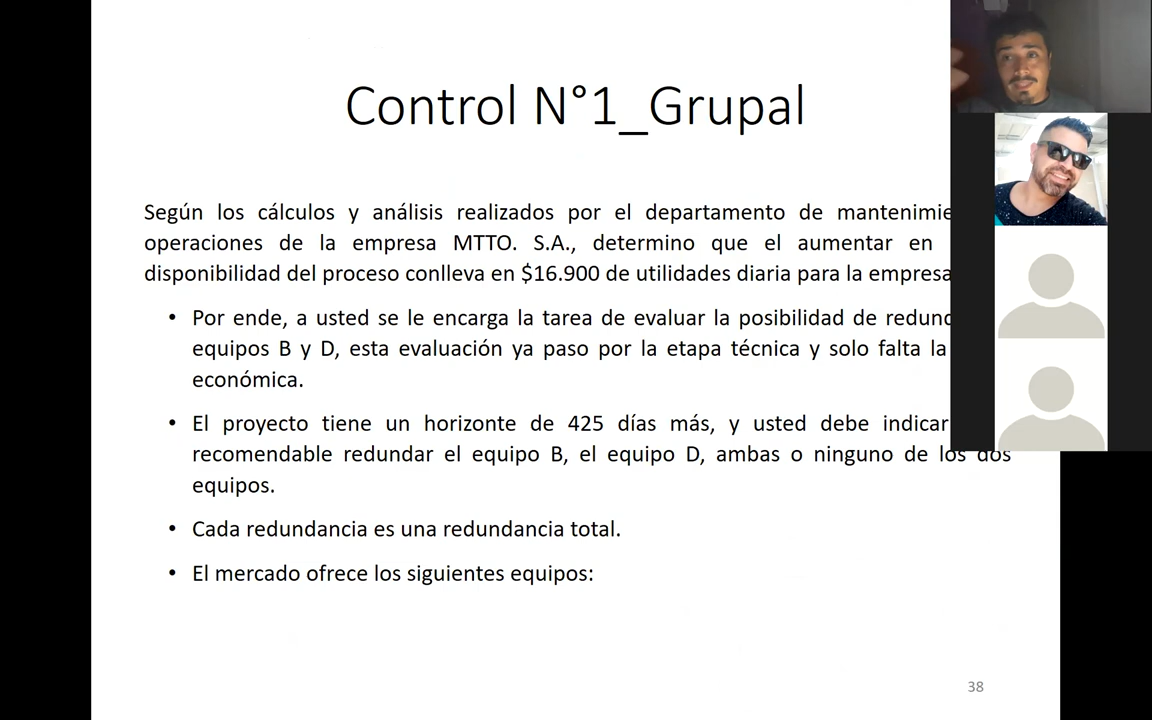 Control N°1_Grupal
Según los cálculos y análisis realizados por el departamento de
operaciones de la empresa MTTO. S.A., determino que el aumentar en
disponibilidad del proceso conlleva en $16.900 de utilidades diaria para la empresa
Por ende, a usted se le encarga la tarea de evaluar la posibilidad de
equipos B y D, esta evaluación ya paso por la etapa técnica y solo falta la
económica.
El proyecto tiene un horizonte de 425 días más, y usted debe indicar
recomendable redundar el equipo B, el equipo D, ambas o ninguno de los dos
equipos.
• Cada redundancia es una redundancia total.
• El mercado ofrece los siguientes equipos:
38